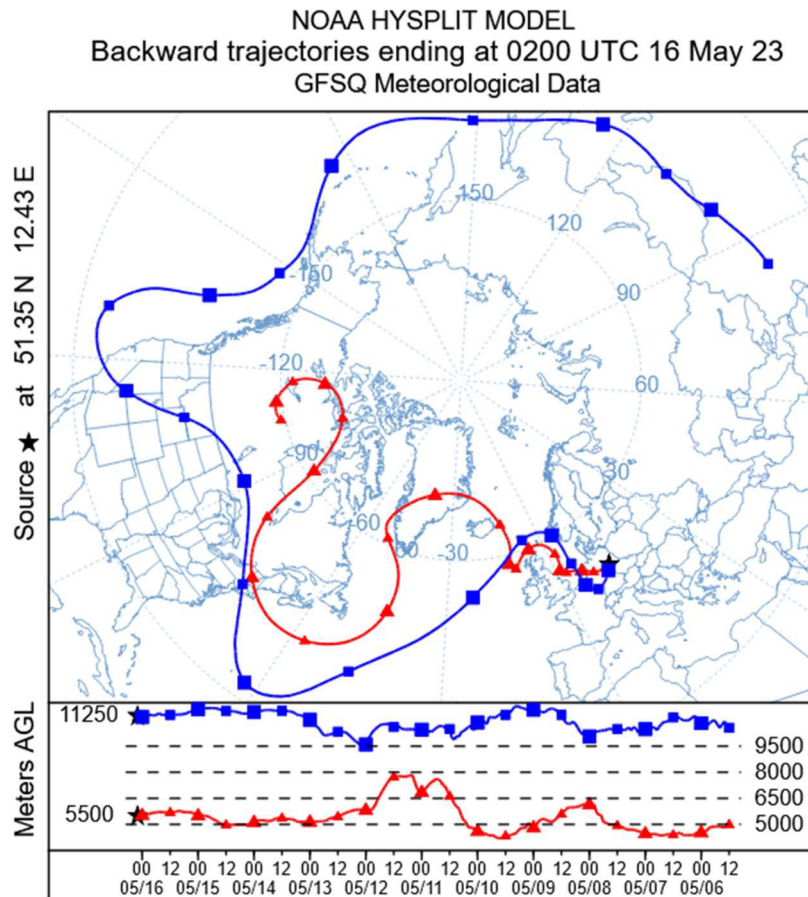 NOAA HYSPLIT MODEL
Backward trajectories ending at 0200 UTC 16 May 23
GFSQ Meteorological Data
Source ★ at 51.35 N 12.43 E
150
120
-150
90
-120
60
90
30
-60
-30
Meters AGL
11250
9500
8000
6500
5500
5000
00 12 00 12 00 12 00 12 00 12 00 12 00 12 00 12 00 12 00 12 00 12
05/16 05/15 05/14 05/13 05/12 05/11 05/10 05/09 05/08 05/07 05/06